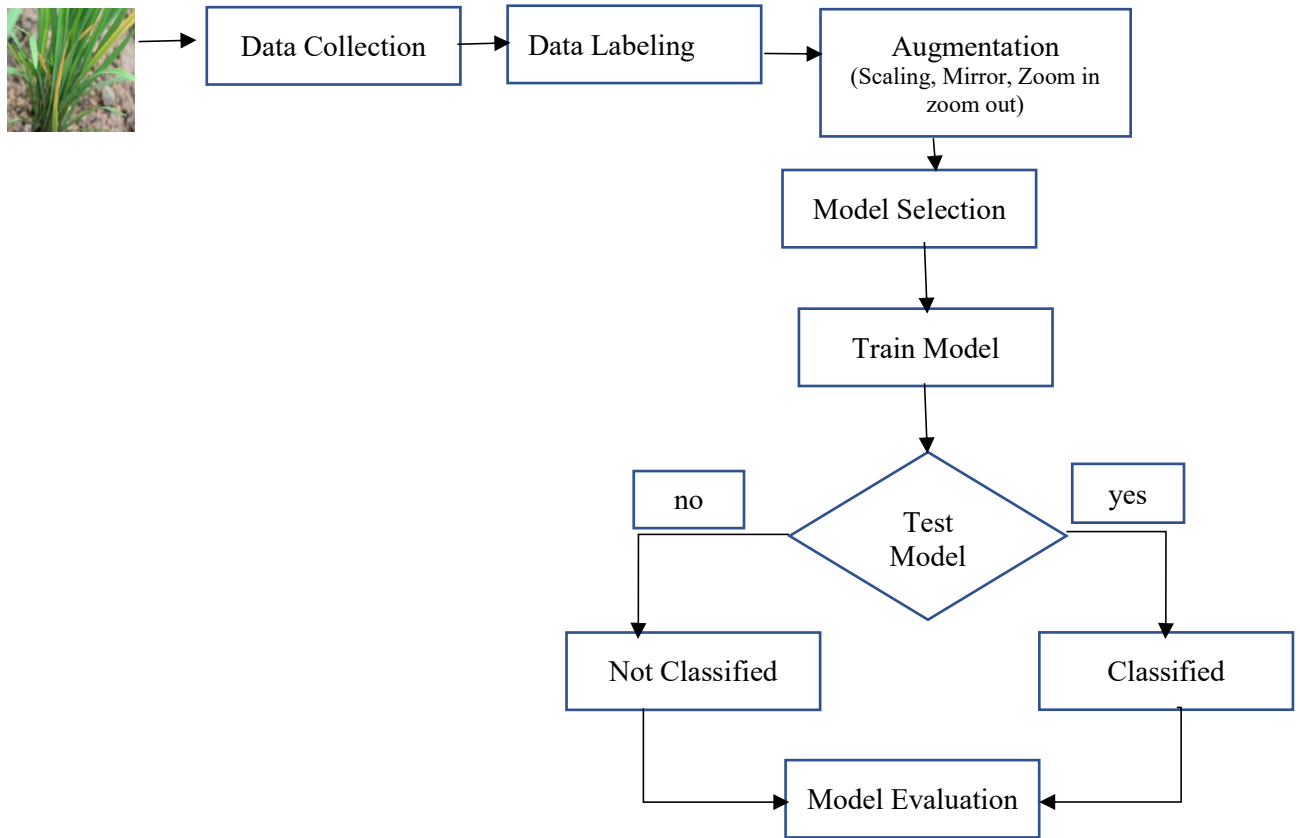 Data Collection
Data Labeling
Augmentation
(Scaling, Mirror, Zoom in
zoom out)
Model Selection
Train Model
no
yes
Test
Model
Not Classified
Classified
Model Evaluation